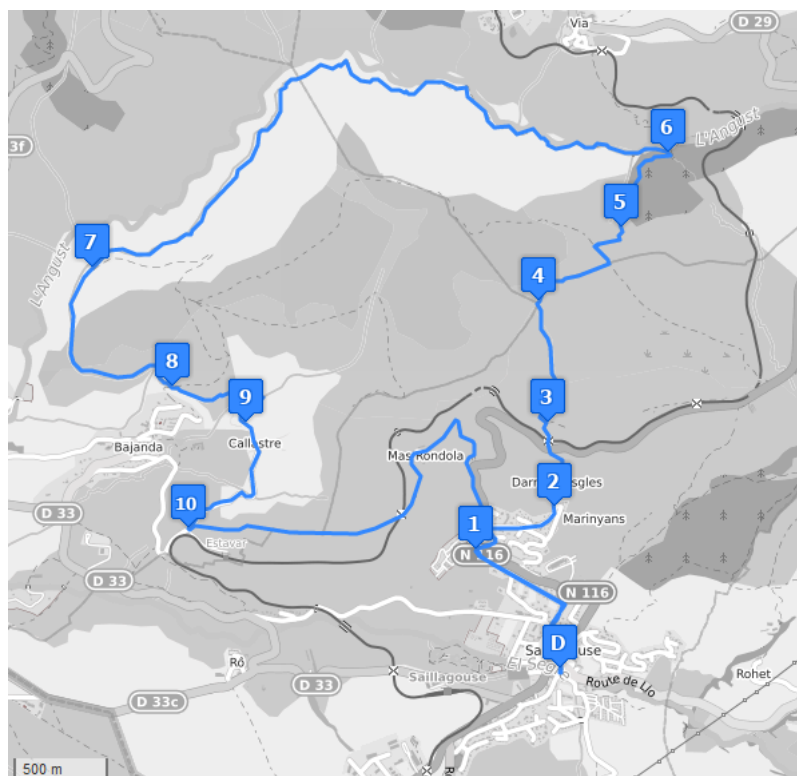 Via
D 29
6
L'Angust
3f
5
7
4
L'Angust
8
9
3
Callastre
Bajanda
Mas Rondola
2
10
1
Marinyans
D 33
Estavar
N 116
D 33
N 116
D
El Segre
Route de Llo
Rohet
Ró
D 33
Saillagouse
D 33c
500 m